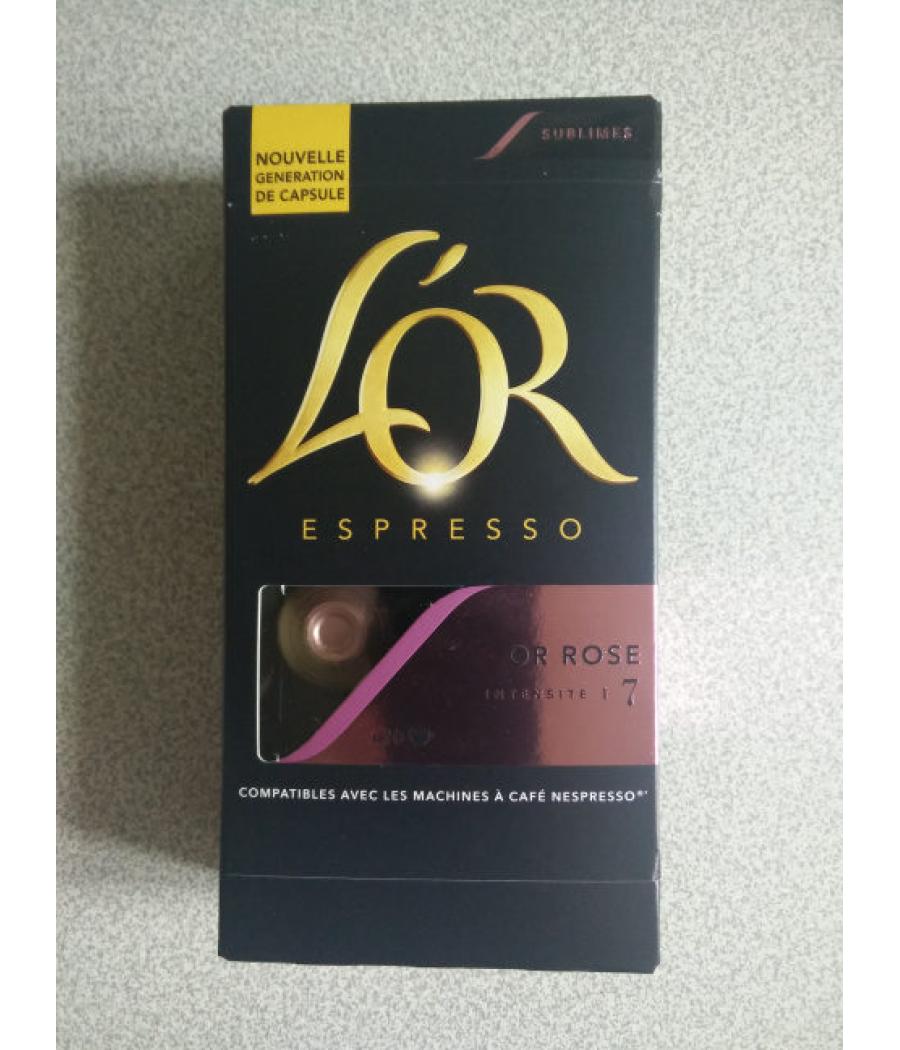 SUBLIMES
NOUVELLE
GENERATION
DE CAPSULE
L'OR
ESPRESSO
OR ROSE
INTENSITE | 7
COMPATIBLES AVEC LES MACHINES À CAFÉ NESPRESSO®*